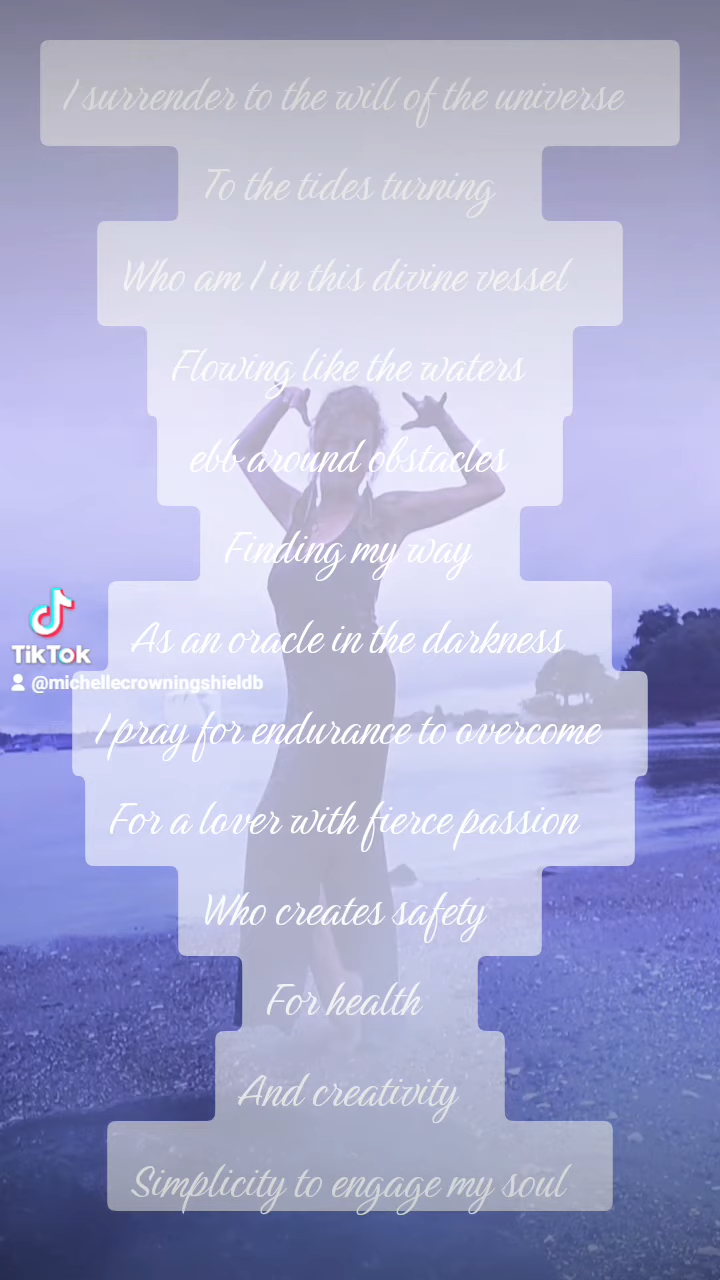 I surrender to the will of the universe
To the tides turning
Who am I in this divine vessel
Flowing like the waters
ebb around obstacles
Finding my way
As an oracle in the darkness
TikTok
@michellecrowningshieldb
I pray for endurance to overcome
For a lover with fierce passion
Who creates safety
For health
And creativity
Simplicity to engage my soul